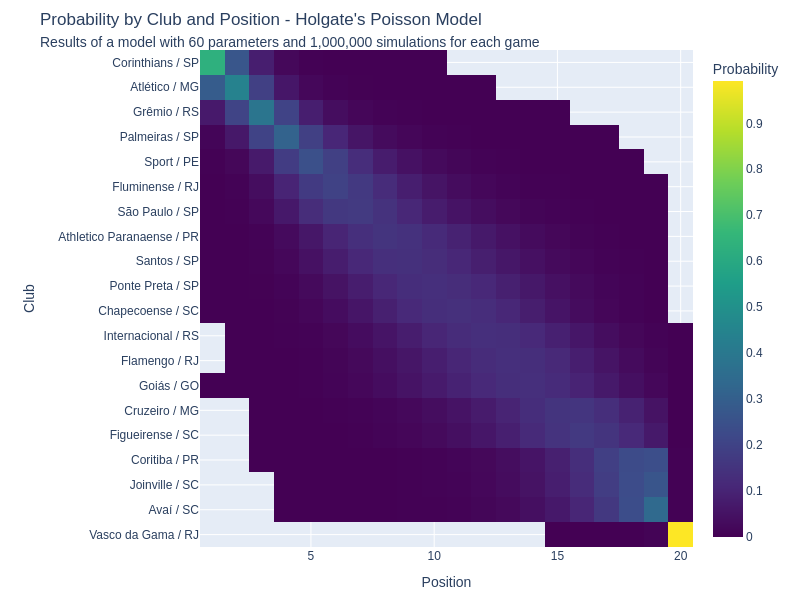 Probability by Club and Position - Holgate's Poisson Model
Results of a model with 60 parameters and 1,000,000 simulations for each game
Probability
Corinthians / SP
Atlético / MG
Grêmio / RS
Palmeiras / SP
Sport / PE
Fluminense / RJ
São Paulo / SP
Athletico Paranaense / PR
Santos / SP
Ponte Preta / SP
Chapecoense / SC
Internacional / RS
Flamengo / RJ
Goiás / GO
Cruzeiro / MG
Figueirense / SC
Coritiba / PR
Joinville / SC
Avaí / SC
Vasco da Gama / RJ
Club
5
10
15
20
Position
0.9
0.8
0.7
0.6
0.5
0.4
0.3
0.2
0.1
0